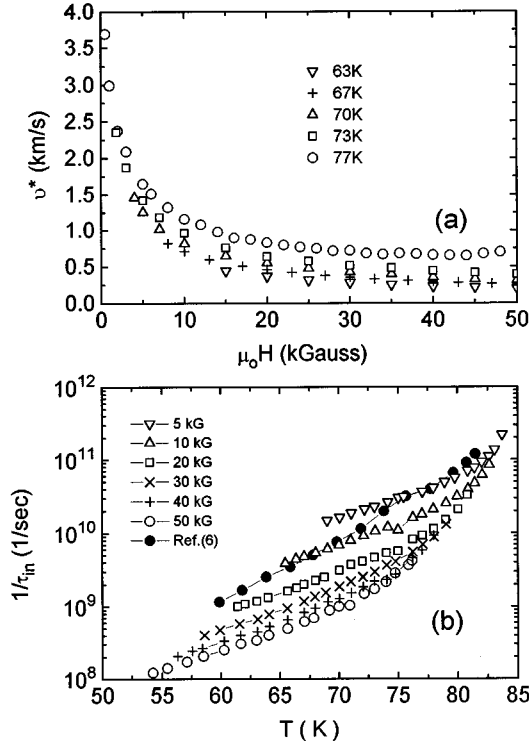 (a)
4.0
3.5
3.0
2.5
2.0
1.5
1.0
0.5
0.0
υ* (km/s)
63K
67K
70K
73K
77K
(a)
0 10 20 30 40 50
μ₀H (kGauss)
10¹²
10¹¹
10¹⁰
10⁹
10⁸
1/τᵢₙ (1/sec)
5 kG
10 kG
20 kG
30 kG
40 kG
50 kG
Ref.(6)
(b)
50 55 60 65 70 75 80 85
T (K)